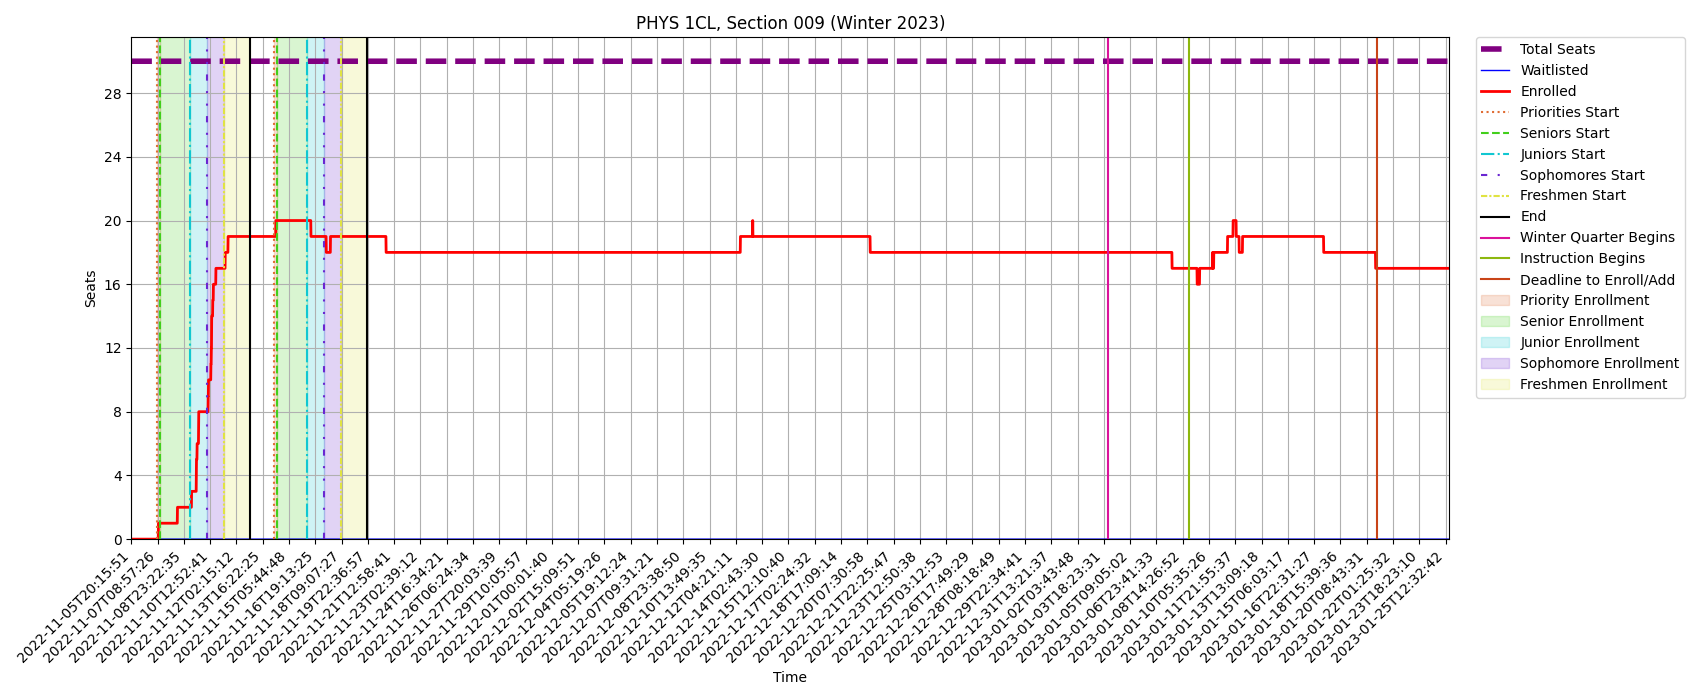 PHYS 1CL, Section 009 (Winter 2023)
Seats
28
24
20
16
12
8
4
0
2022-11-05T20:15:51
2022-11-07T08:57:26
2022-11-08T23:22:35
2022-11-10T12:52:41
2022-11-12T02:15:12
2022-11-13T16:22:25
2022-11-15T05:44:48
2022-11-16T19:13:25
2022-11-18T09:07:27
2022-11-19T22:36:57
2022-11-21T12:58:41
2022-11-23T02:39:12
2022-11-24T16:34:21
2022-11-26T06:24:34
2022-11-27T20:03:39
2022-11-29T10:05:57
2022-12-01T00:01:40
2022-12-02T15:09:51
2022-12-04T05:19:26
2022-12-05T19:12:24
2022-12-07T09:31:21
2022-12-08T23:38:50
2022-12-10T13:49:35
2022-12-12T04:21:11
2022-12-14T02:43:30
2022-12-15T12:10:40
2022-12-17T02:24:32
2022-12-18T17:09:14
2022-12-20T07:30:58
2022-12-21T22:25:47
2022-12-23T12:50:38
2022-12-25T03:12:53
2022-12-26T17:49:29
2022-12-28T08:18:49
2022-12-29T22:34:41
2022-12-31T13:21:37
2023-01-02T03:43:48
2023-01-03T18:23:31
2023-01-05T09:05:02
2023-01-06T23:41:33
2023-01-08T14:26:52
2023-01-10T05:35:26
2023-01-11T21:55:37
2023-01-13T13:09:18
2023-01-15T06:03:17
2023-01-16T22:31:27
2023-01-18T15:39:36
2023-01-20T08:43:31
2023-01-22T01:25:32
2023-01-23T18:23:10
2023-01-25T12:32:42
Time
Total Seats
Waitlisted
Enrolled
Priorities Start
Seniors Start
Juniors Start
Sophomores Start
Freshmen Start
End
Winter Quarter Begins
Instruction Begins
Deadline to Enroll/Add
Priority Enrollment
Senior Enrollment
Junior Enrollment
Sophomore Enrollment
Freshmen Enrollment